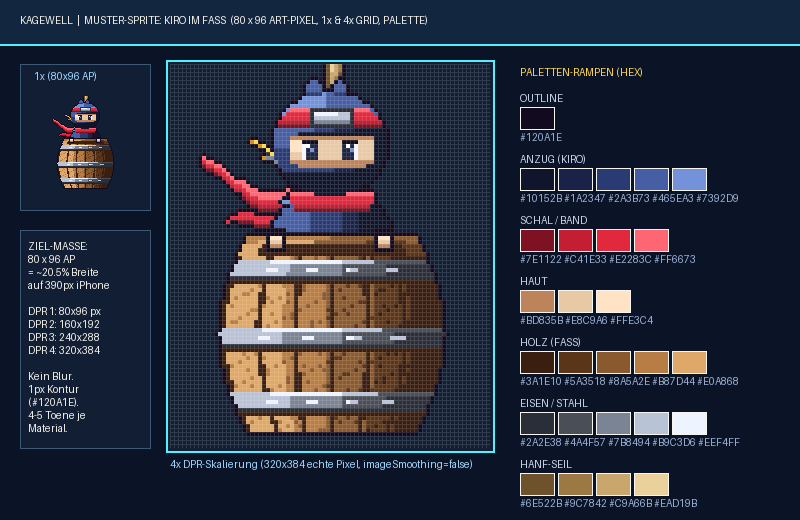 KAGEWELL | MUSTER-SPRITE: KIRO IM FASS (80 x 96 ART-PIXEL, 1x & 4x GRID, PALETTE)
1x (80x96 AP)
ZIEL-MASSE:
80 x 96 AP
= ~20.5% Breite
auf 390px iPhone
DPR 1: 80x96 px
DPR 2: 160x192
DPR 3: 240x288
DPR 4: 320x384
Kein Blur.
1px Kontur
(#120A1E).
4-5 Toene je
Material.
4x DPR-Skalierung (320x384 echte Pixel, imageSmoothing=false)
PALETTEN-RAMPEN (HEX)
OUTLINE
#120A1E
ANZUG (KIRO)
#10152B #1A2347 #2A3B73 #465EA3 #7392D9
SCHAL / BAND
#7E1122 #C41E33 #E2283C #FF6673
HAUT
#BD835B #E8C9A6 #FFE3C4
HOLZ (FASS)
#3A1E10 #5A3518 #8A5A2E #B87D44 #E0A868
EISEN / STAHL
#2A2E38 #4A4F57 #7B8494 #B9C3D6 #EEF4FF
HANF-SEIL
#6E522B #9C7842 #C9A66B #EAD19B